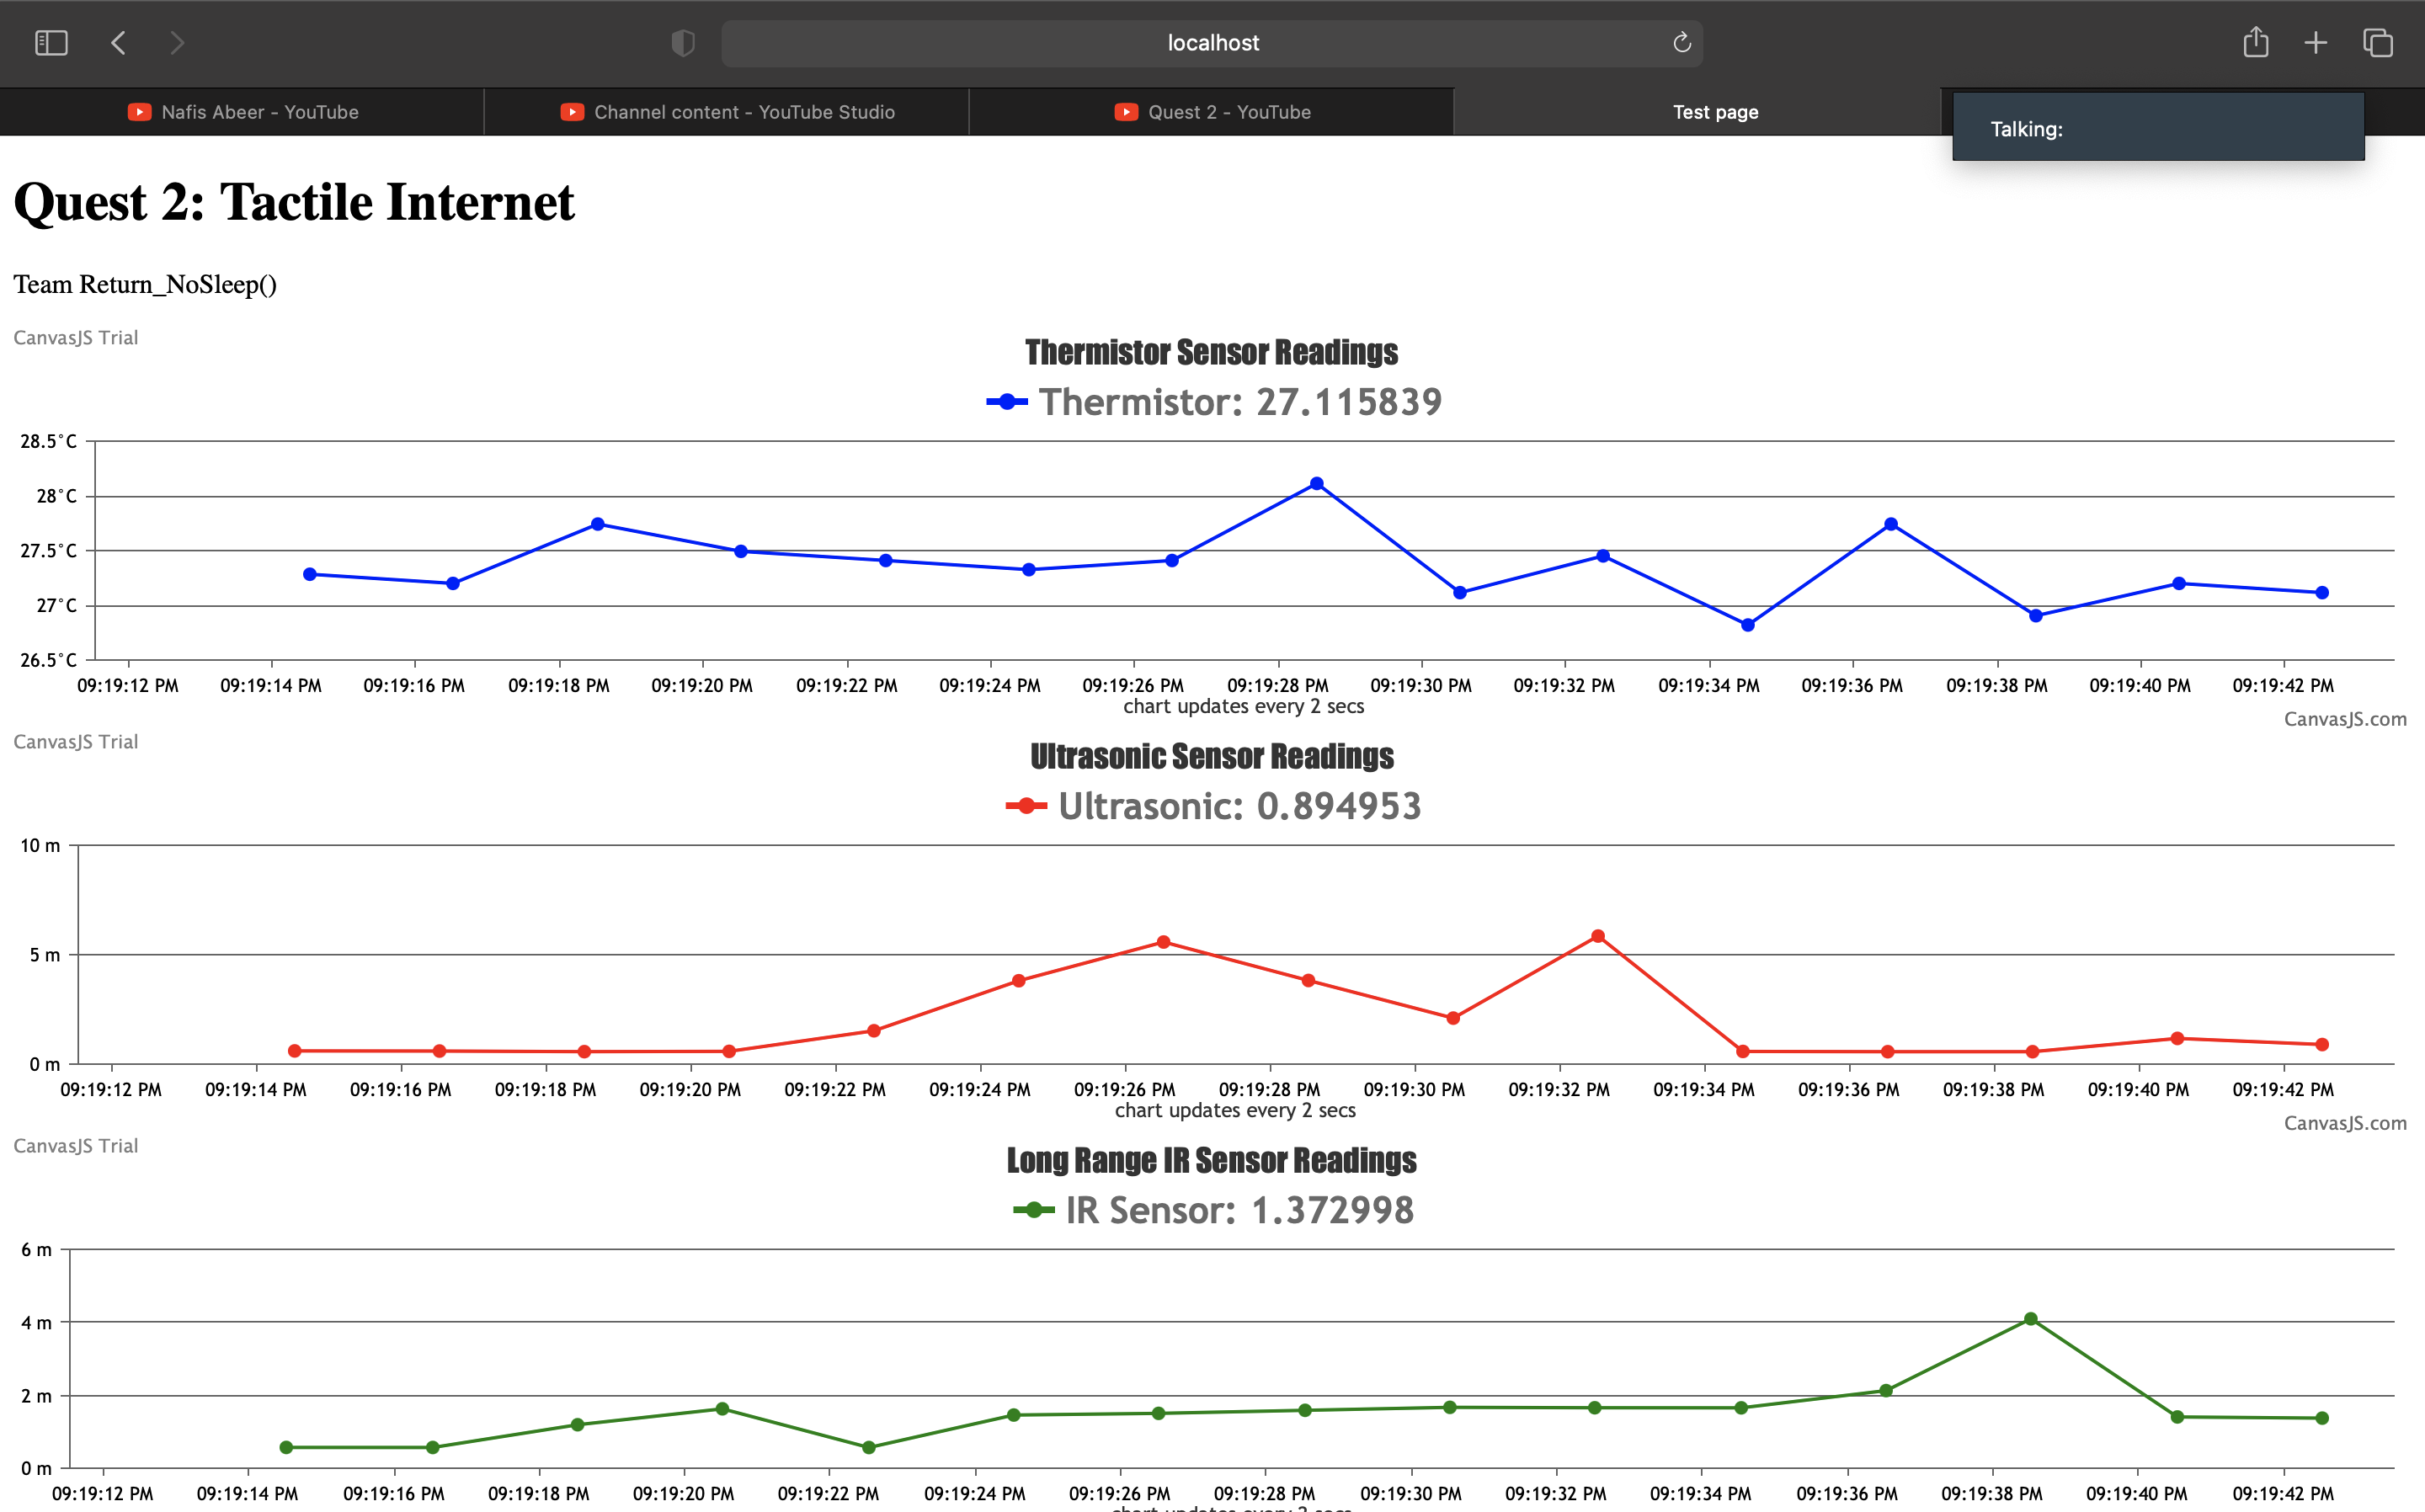 localhost
Nafis Abeer - YouTube
Channel content - YouTube Studio
Quest 2 - YouTube
Test page
Talking:
Quest 2: Tactile Internet
Team Return_NoSleep()
CanvasJS Trial
Thermistor Sensor Readings
Thermistor: 27.115839
28.5˚C
28˚C
27.5˚C
27˚C
26.5˚C
09:19:12 PM 09:19:14 PM 09:19:16 PM 09:19:18 PM 09:19:20 PM 09:19:22 PM 09:19:24 PM 09:19:26 PM 09:19:28 PM 09:19:30 PM 09:19:32 PM 09:19:34 PM 09:19:36 PM 09:19:38 PM 09:19:40 PM 09:19:42 PM
chart updates every 2 secs
CanvasJS.com
CanvasJS Trial
Ultrasonic Sensor Readings
Ultrasonic: 0.894953
10 m
5 m
0 m
09:19:12 PM 09:19:14 PM 09:19:16 PM 09:19:18 PM 09:19:20 PM 09:19:22 PM 09:19:24 PM 09:19:26 PM 09:19:28 PM 09:19:30 PM 09:19:32 PM 09:19:34 PM 09:19:36 PM 09:19:38 PM 09:19:40 PM 09:19:42 PM
chart updates every 2 secs
CanvasJS.com
CanvasJS Trial
Long Range IR Sensor Readings
IR Sensor: 1.372998
6 m
4 m
2 m
0 m
09:19:12 PM 09:19:14 PM 09:19:16 PM 09:19:18 PM 09:19:20 PM 09:19:22 PM 09:19:24 PM 09:19:26 PM 09:19:28 PM 09:19:30 PM 09:19:32 PM 09:19:34 PM 09:19:36 PM 09:19:38 PM 09:19:40 PM 09:19:42 PM